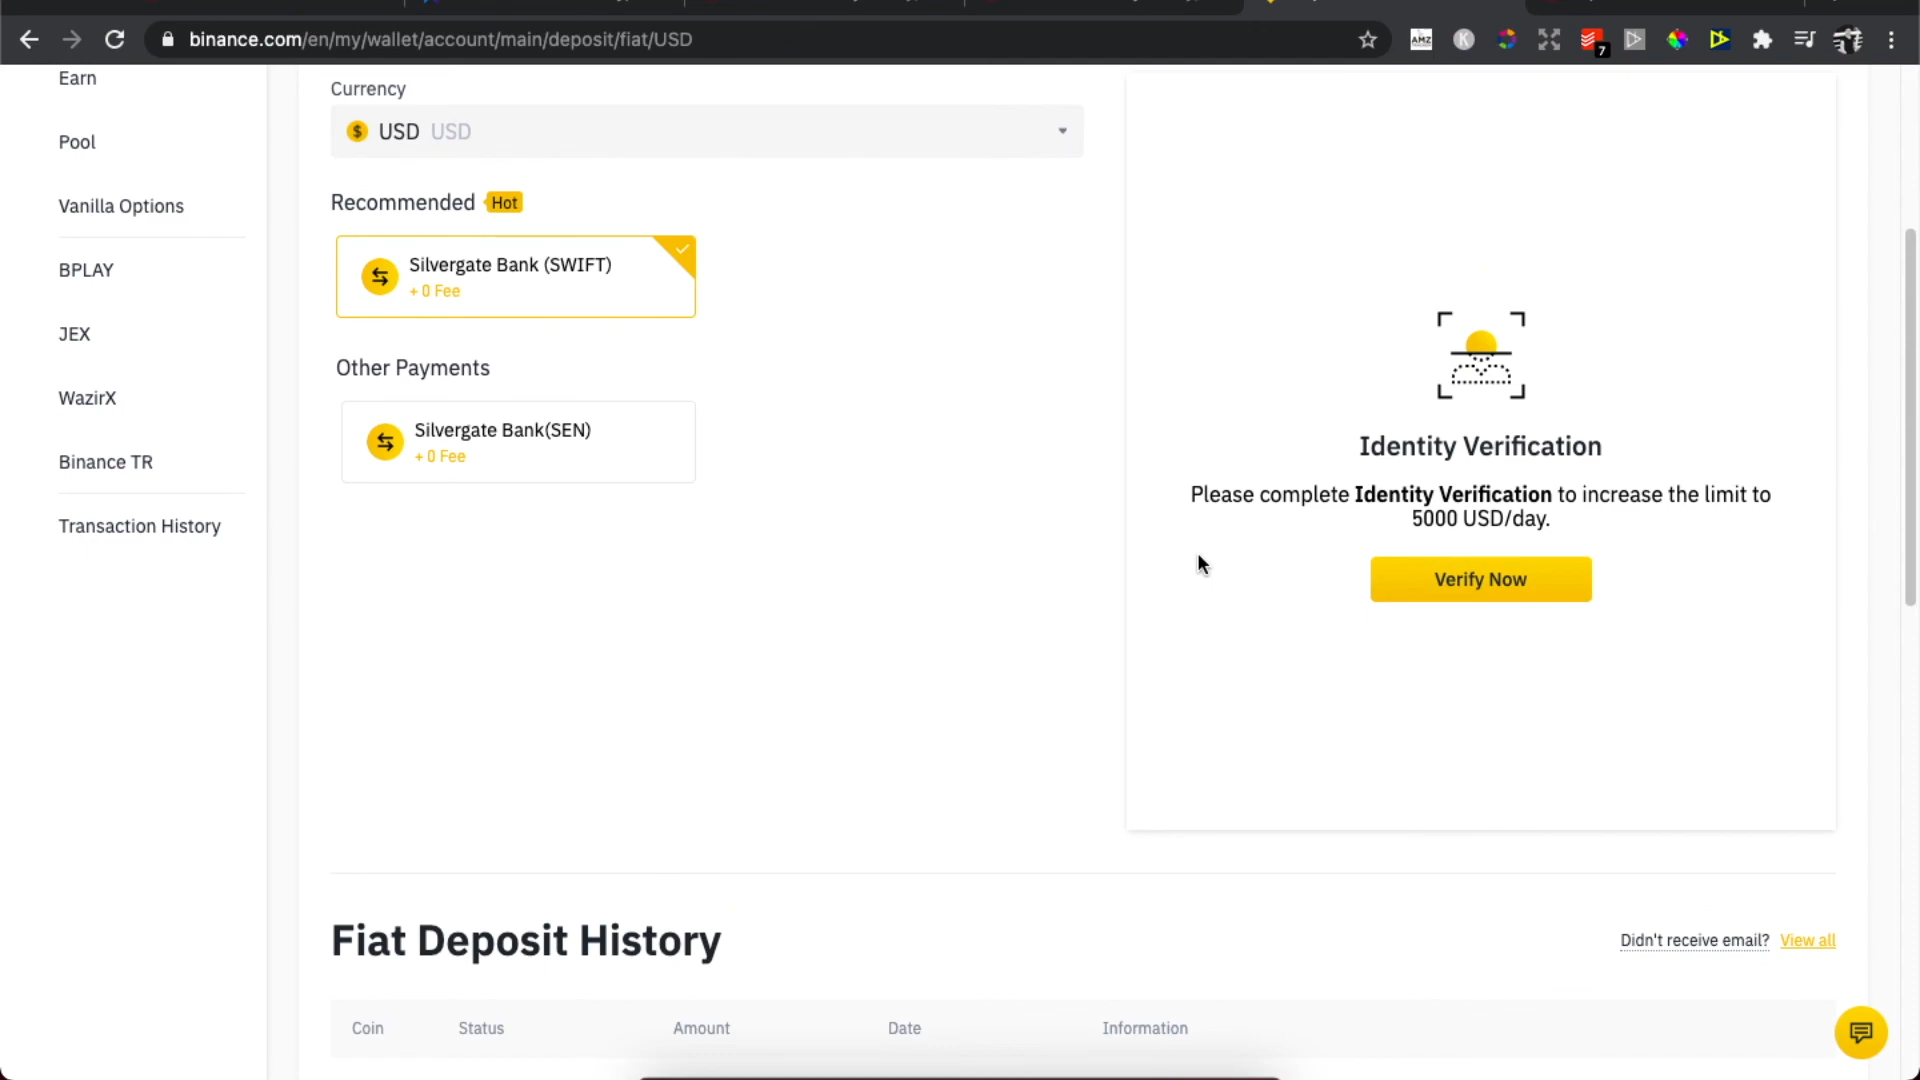 binance.com/en/my/wallet/account/main/deposit/fiat/USD
AMZ
K
7
Earn
Pool
Vanilla Options
BPLAY
JEX
WazirX
Binance TR
Transaction History
Currency
$ USD USD
Recommended Hot
Silvergate Bank (SWIFT)
+ 0 Fee
Other Payments
Silvergate Bank(SEN)
+ 0 Fee
Identity Verification
Please complete Identity Verification to increase the limit to
5000 USD/day.
Verify Now
Fiat Deposit History
Didn't receive email? View all
Coin Status Amount Date Information